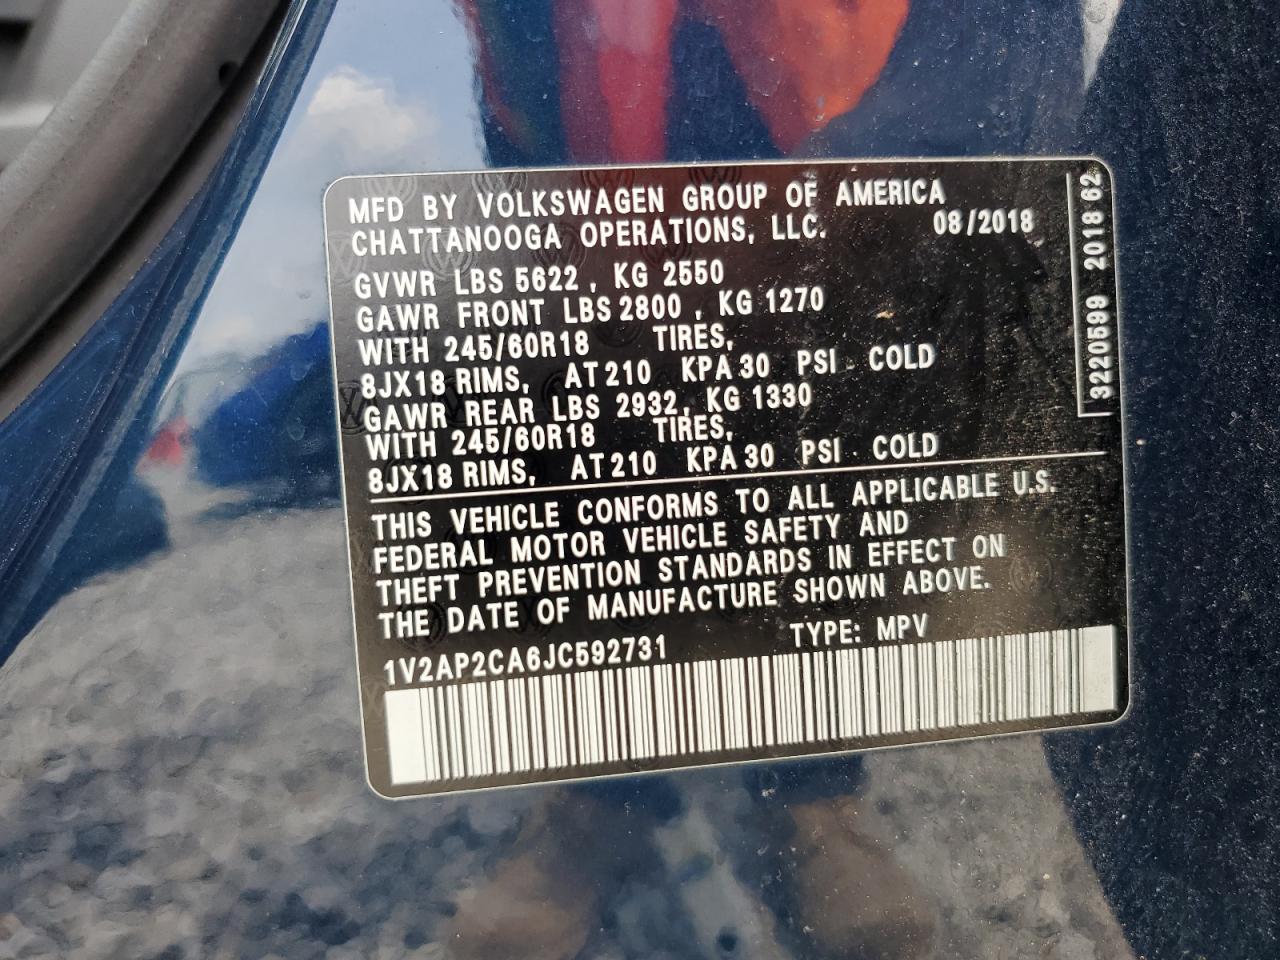 MFD BY VOLKSWAGEN GROUP OF AMERICA
CHATTANOOGA OPERATIONS, LLC. 08/2018
GVWR LBS 5622 , KG 2550
GAWR FRONT LBS 2800 , KG 1270
WITH 245/60R18 TIRES,
8JX18 RIMS, AT 210 KPA 30 PSI - COLD
GAWR REAR LBS 2932, KG 1330
WITH 245/60R18 TIRES,
8JX18 RIMS, AT 210 KPA 30 PSI - COLD
THIS VEHICLE CONFORMS TO ALL APPLICABLE U.S.
FEDERAL MOTOR VEHICLE SAFETY AND
THEFT PREVENTION STANDARDS IN EFFECT ON
THE DATE OF MANUFACTURE SHOWN ABOVE.
1V2AP2CA6JC592731 TYPE: MPV
3220599 2018 62